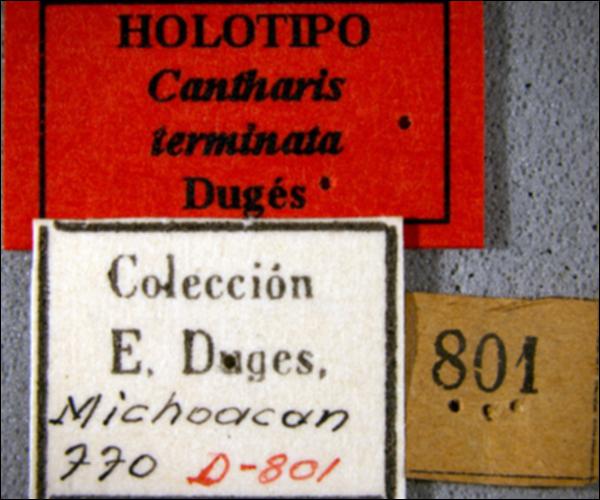 HOLOTIPO
Cantharis
terminata
Dugés
Colección
E. Duges,
Michoacan
770 D-801
801